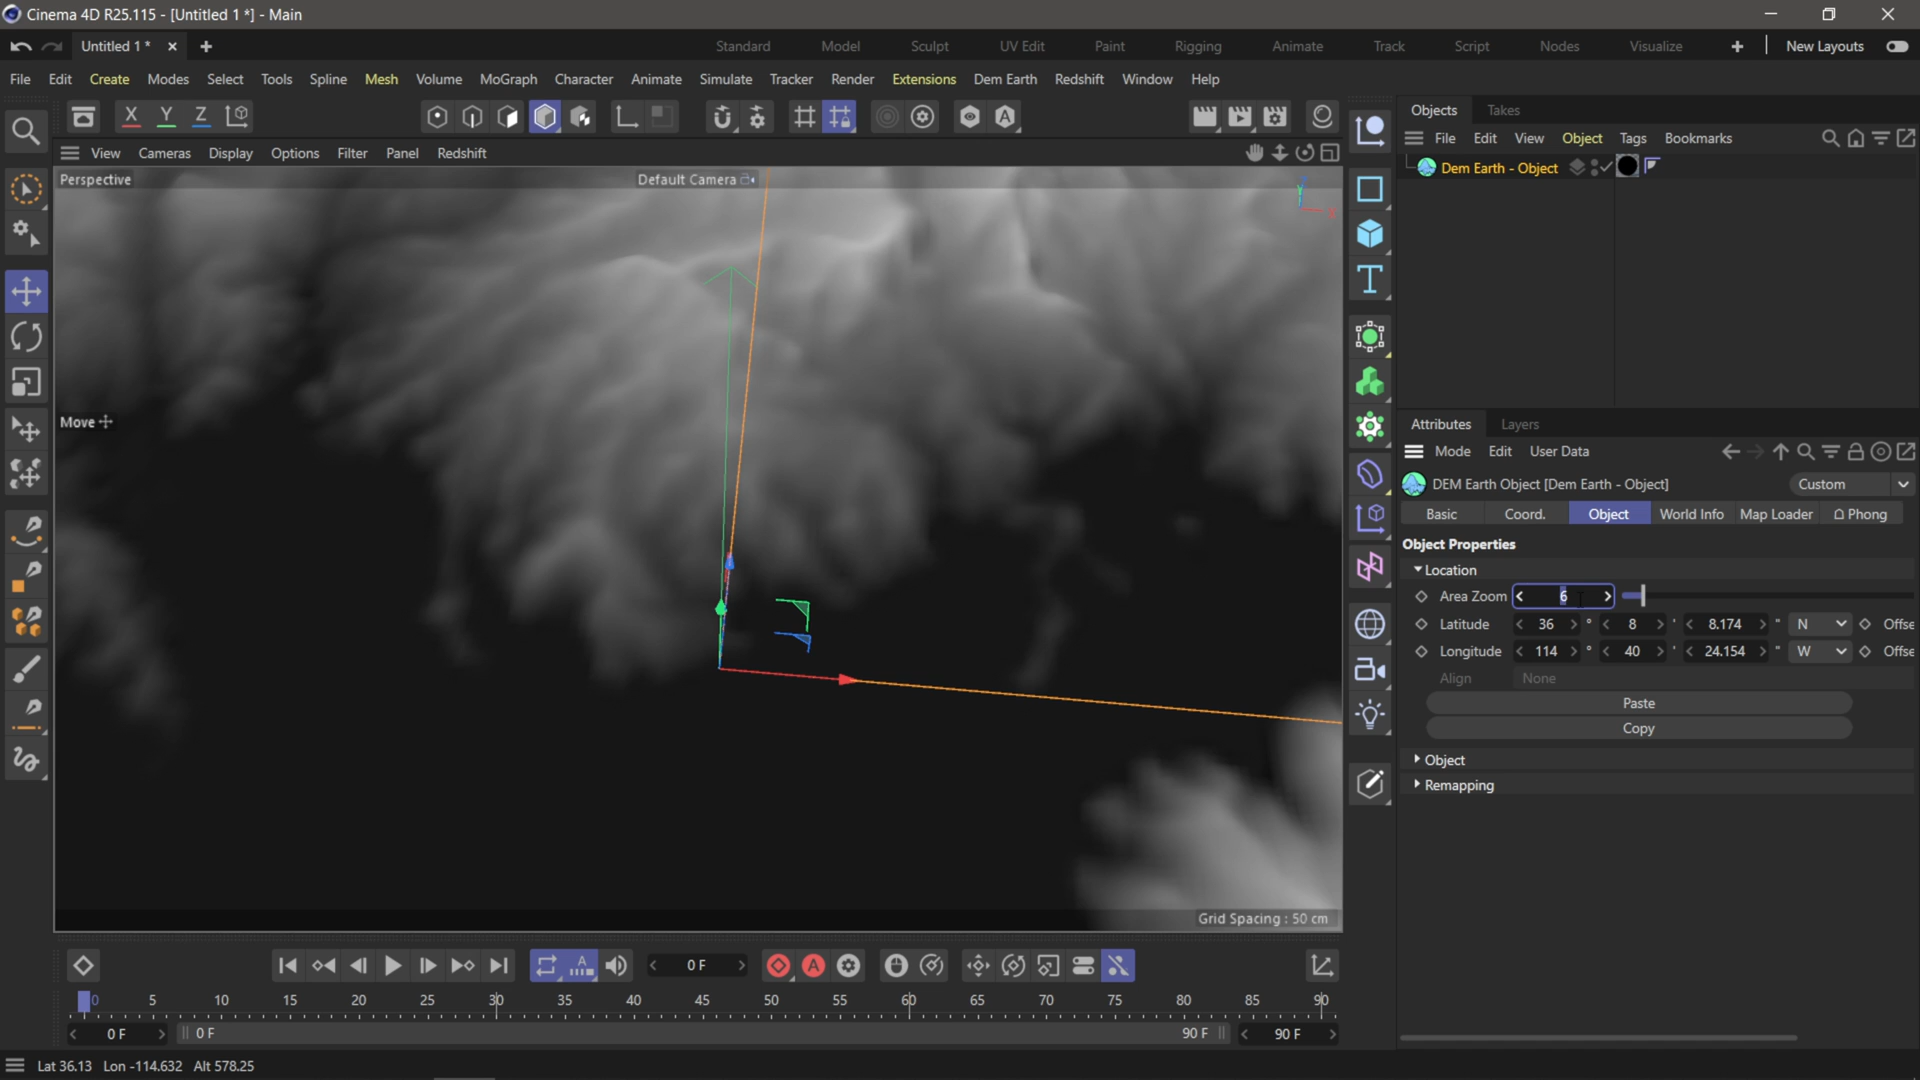 Cinema 4D R25.115 - [Untitled 1 *] - Main
Untitled 1 *
Standard Model Sculpt UV Edit Paint Rigging Animate Track Script Nodes Visualize New Layouts
File Edit Create Modes Select Tools Spline Mesh Volume MoGraph Character Animate Simulate Tracker Render Extensions Dem Earth Redshift Window Help
X Y Z
Objects Takes
File Edit View Object Tags Bookmarks
View Cameras Display Options Filter Panel Redshift
Dem Earth - Object
Perspective
Default Camera
Move
Grid Spacing : 50 cm
Attributes Layers
Mode Edit User Data
DEM Earth Object [Dem Earth - Object] Custom
Basic Coord. Object World Info Map Loader Phong
Object Properties
Location
Area Zoom 6
Latitude 36 ° 8 ' 8.174 " N Offse
Longitude 114 ° 40 ' 24.154 " W Offse
Align None
Paste
Copy
Object
Remapping
0 F
0 5 10 15 20 25 30 35 40 45 50 55 60 65 70 75 80 85 90
0 F 0 F 90 F 90 F
Lat 36.13 Lon -114.632 Alt 578.25